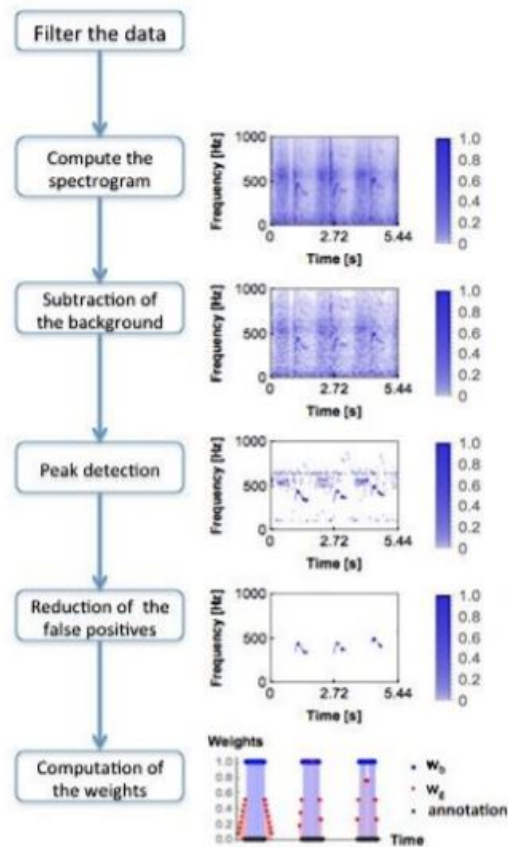 Filter the data
Compute the
spectrogram
Frequency [Hz]
1000
500
0
0
2.72
5.44
Time [s]
1.0
0.8
0.6
0.4
0.2
0
Subtraction of
the background
Frequency [Hz]
1000
500
0
0
2.72
5.44
Time [s]
1.0
0.8
0.6
0.4
0.2
0
Peak detection
Frequency [Hz]
1000
500
0
0
2.72
5.44
Time [s]
1.0
0.8
0.6
0.4
0.2
0
Reduction of the
false positives
Frequency [Hz]
1000
500
0
0
2.72
5.44
Time [s]
1.0
0.8
0.6
0.4
0.2
0
Computation of
the weights
Weights
1.0
0.8
0.6
0.4
0.2
0.0
Time
w_b
w_g
annotation